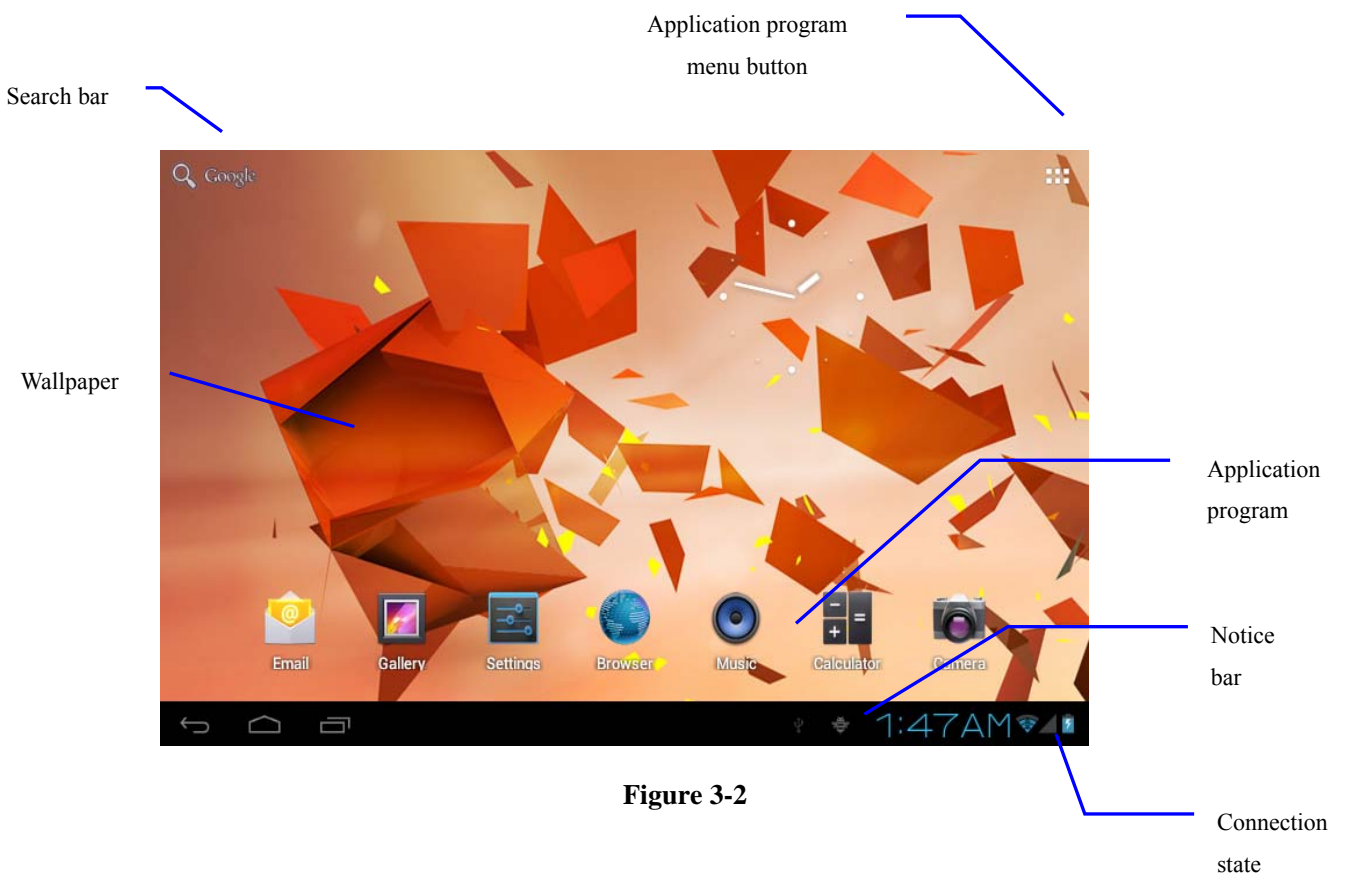 Application program
menu button
Search bar
Google
Wallpaper
Application
program
Email Gallery Settings Browser Music Calculator Camera
Notice
bar
1:47AM
Figure 3-2
Connection
state